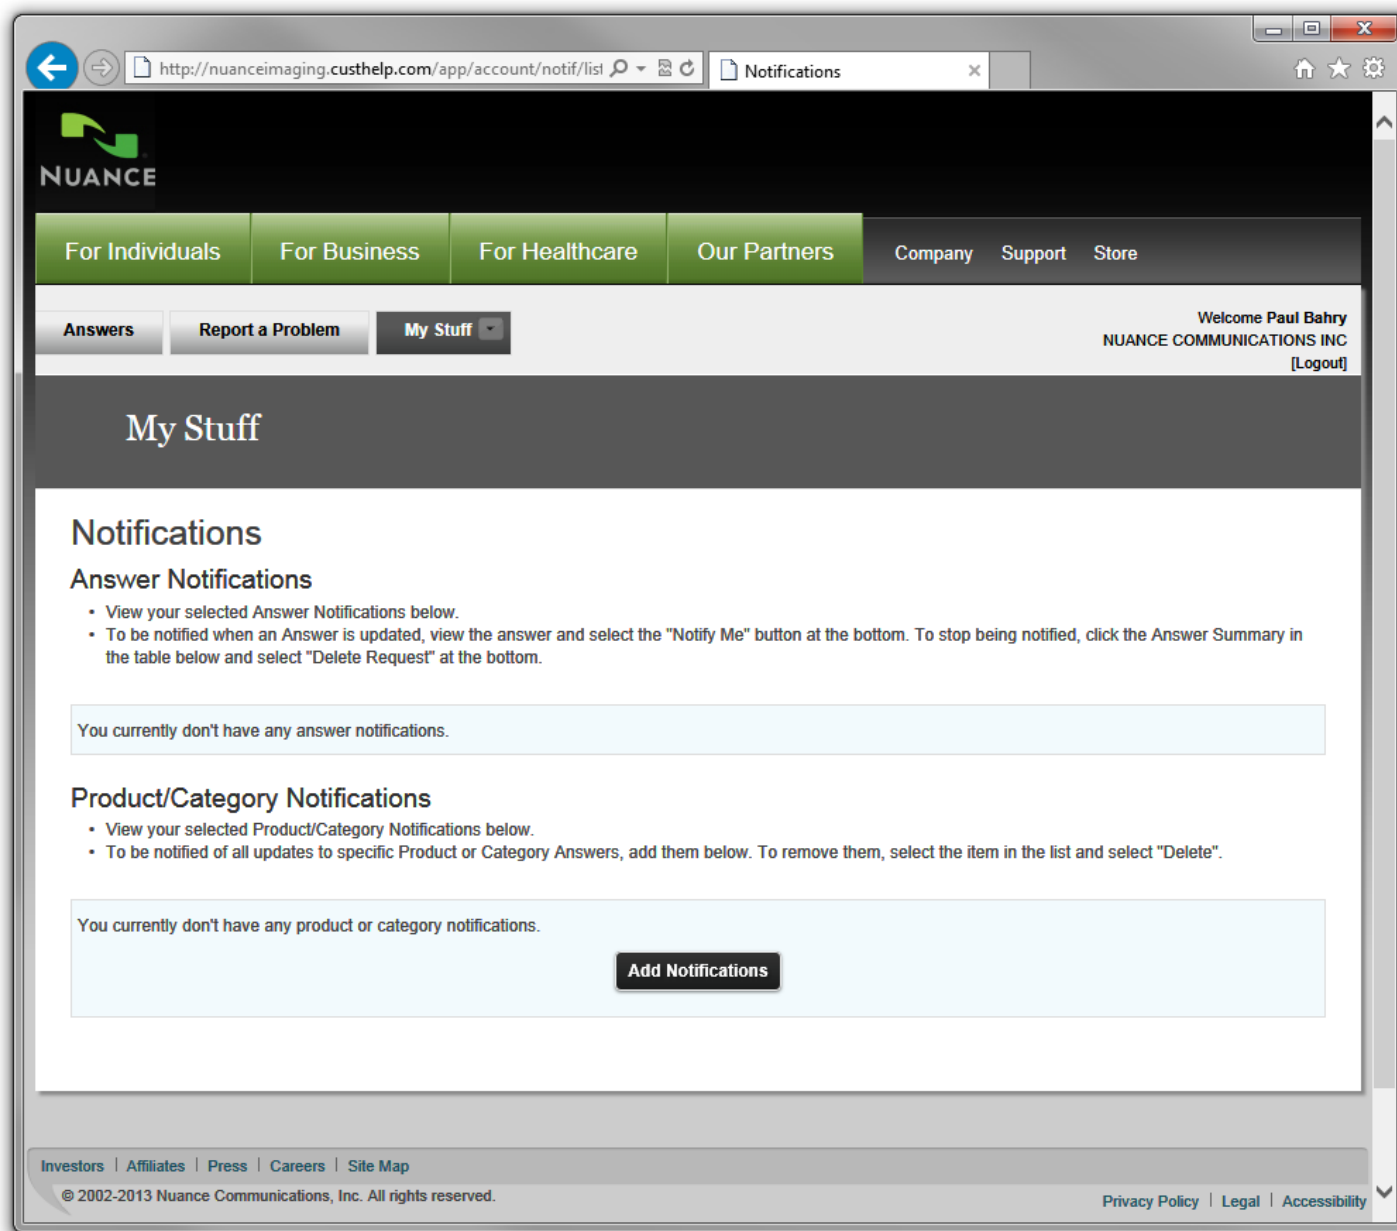 http://nuanceimaging.custhelp.com/app/account/notif/list
Notifications
NUANCE
For Individuals
For Business
For Healthcare
Our Partners
Company
Support
Store
Answers
Report a Problem
My Stuff
Welcome Paul Bahry
NUANCE COMMUNICATIONS INC
[Logout]
My Stuff
Notifications
Answer Notifications
• View your selected Answer Notifications below.
• To be notified when an Answer is updated, view the answer and select the "Notify Me" button at the bottom. To stop being notified, click the Answer Summary in
the table below and select "Delete Request" at the bottom.
You currently don't have any answer notifications.
Product/Category Notifications
• View your selected Product/Category Notifications below.
• To be notified of all updates to specific Product or Category Answers, add them below. To remove them, select the item in the list and select "Delete".
You currently don't have any product or category notifications.
Add Notifications
Investors | Affiliates | Press | Careers | Site Map
© 2002-2013 Nuance Communications, Inc. All rights reserved.
Privacy Policy | Legal | Accessibility